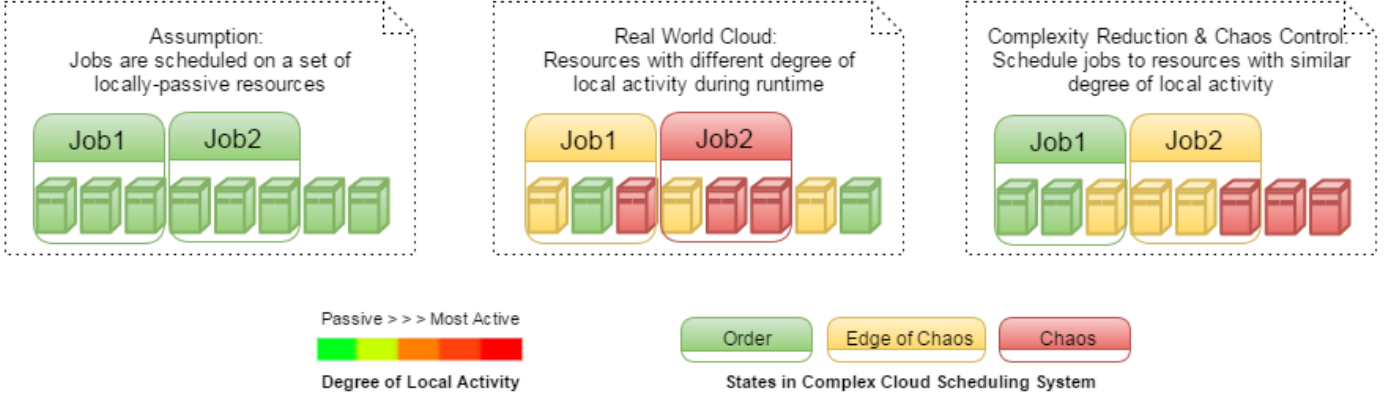 Assumption:
Jobs are scheduled on a set of
locally-passive resources
Job1
Job2
Real World Cloud:
Resources with different degree of
local activity during runtime
Job1
Job2
Complexity Reduction & Chaos Control:
Schedule jobs to resources with similar
degree of local activity
Job1
Job2
Passive > > > Most Active
Degree of Local Activity
Order
Edge of Chaos
Chaos
States in Complex Cloud Scheduling System